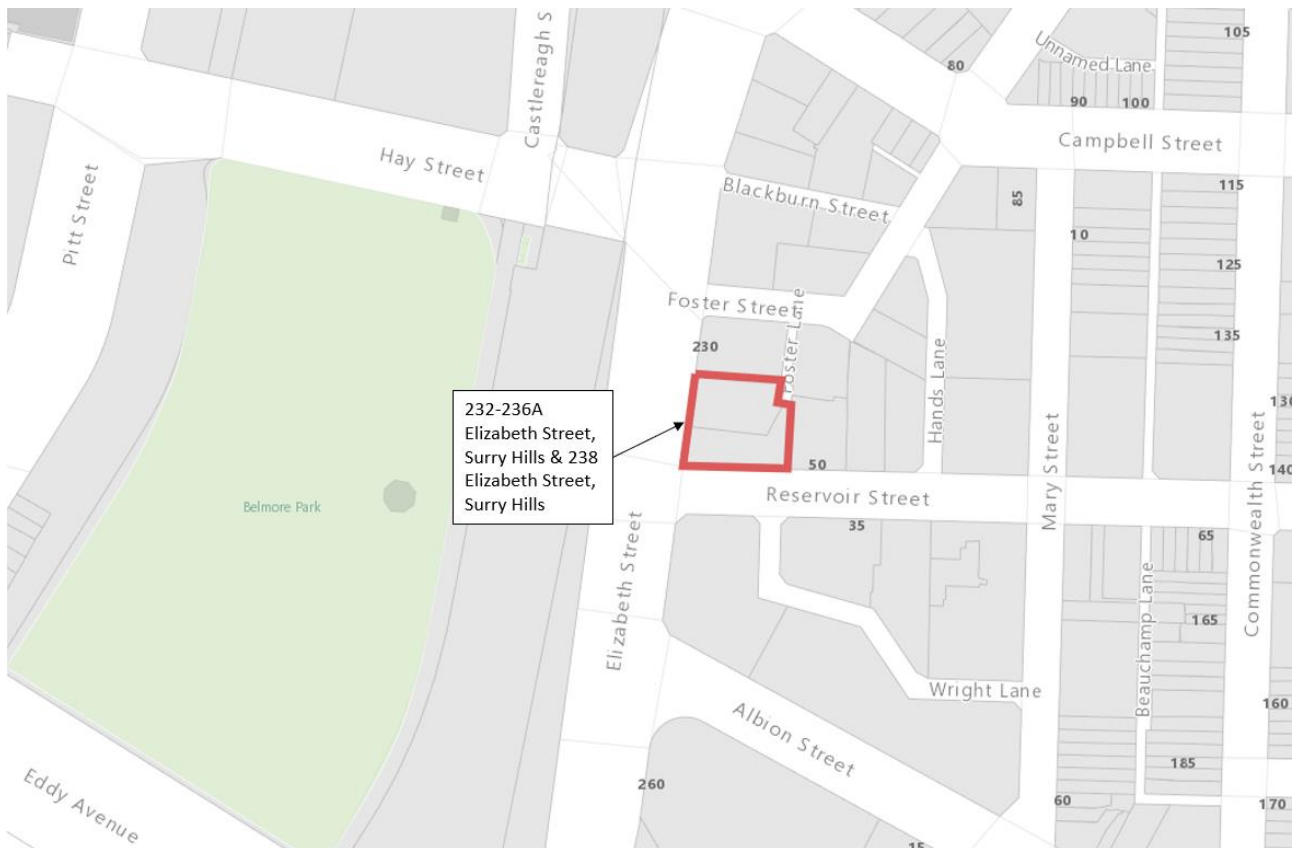 Castlereagh S
105
Unnamed Lane
80
90
100
Campbell Street
Hay Street
Pitt Street
Blackburn Street
85
115
10
125
Foster Street
Foster Lane
135
230
Hands Lane
232-236A
Elizabeth Street,
Surry Hills & 238
Elizabeth Street,
Surry Hills
130
Mary Street
Commonwealth Street
50
140
Reservoir Street
Belmore Park
35
65
Elizabeth Street
Beauchamp Lane
165
Wright Lane
160
Albion Street
185
260
60
170
Eddy Avenue
15